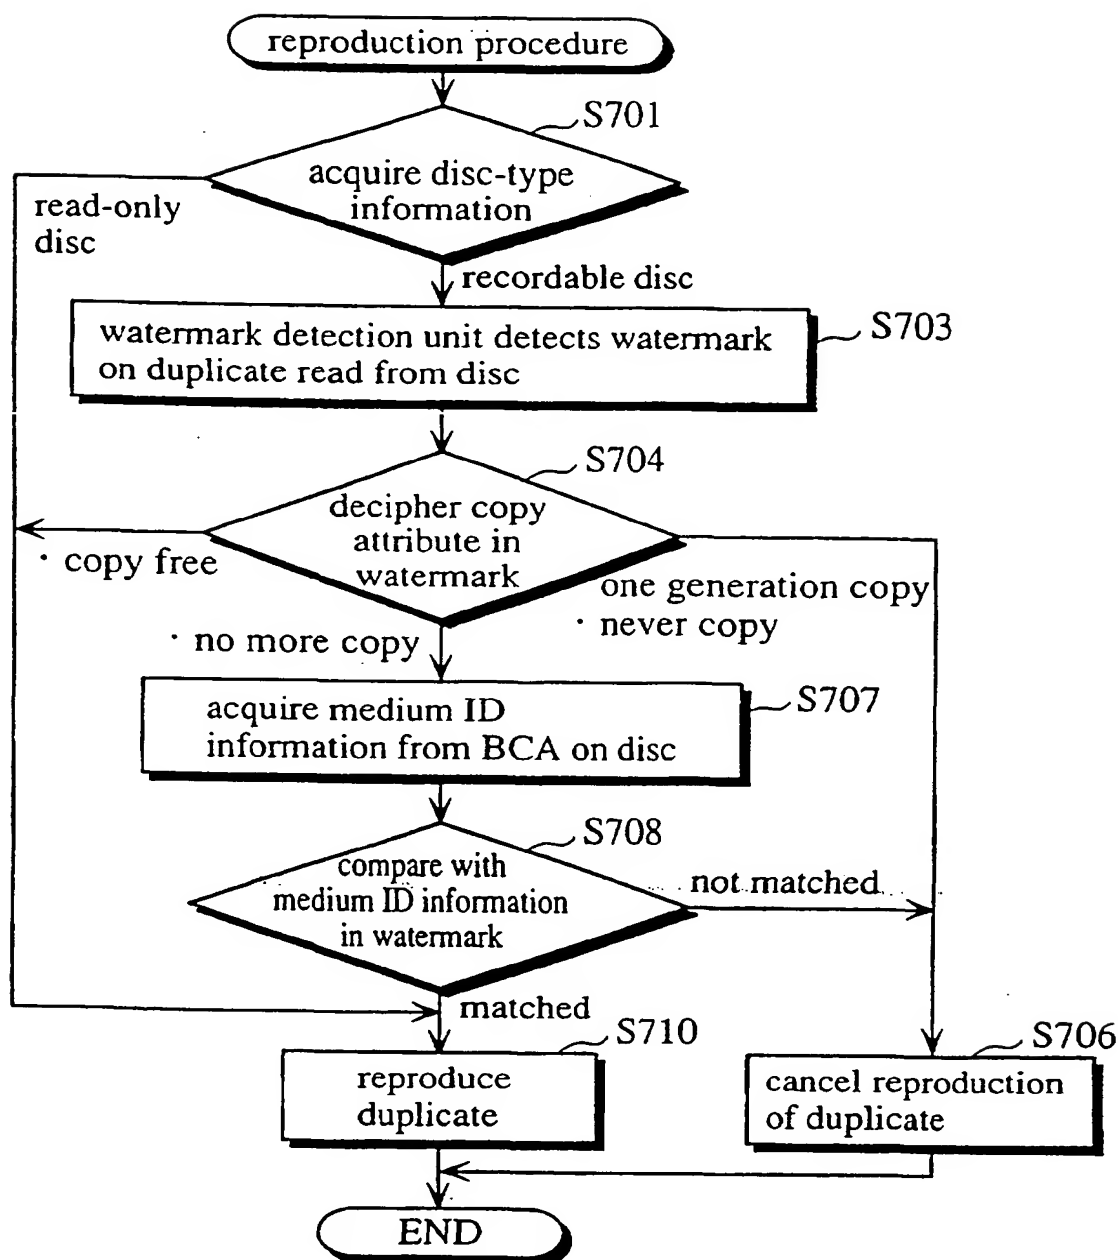 reproduction procedure
S701
acquire disc-type
information
read-only
disc
recordable disc
S703
watermark detection unit detects watermark
on duplicate read from disc
S704
decipher copy
attribute in
watermark
· copy free
one generation copy
· never copy
· no more copy
S707
acquire medium ID
information from BCA on disc
S708
compare with
medium ID information
in watermark
not matched
matched
S710
reproduce
duplicate
S706
cancel reproduction
of duplicate
END